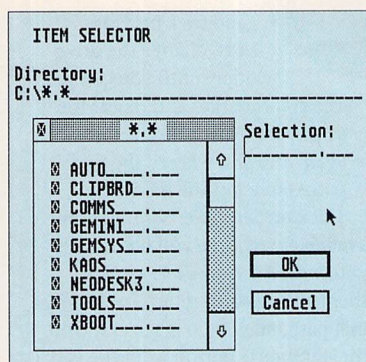 ITEM SELECTOR
Directory:
C:\*.*___________________________________
*.*
Selection:
________.___
AUTO____.___
CLIPBRD_.___
COMMS___.___
GEMINI__.___
GEMSYS__.___
KAOS____.___
NEODESK3.___
TOOLS___.___
XBOOT___.___
OK
Cancel